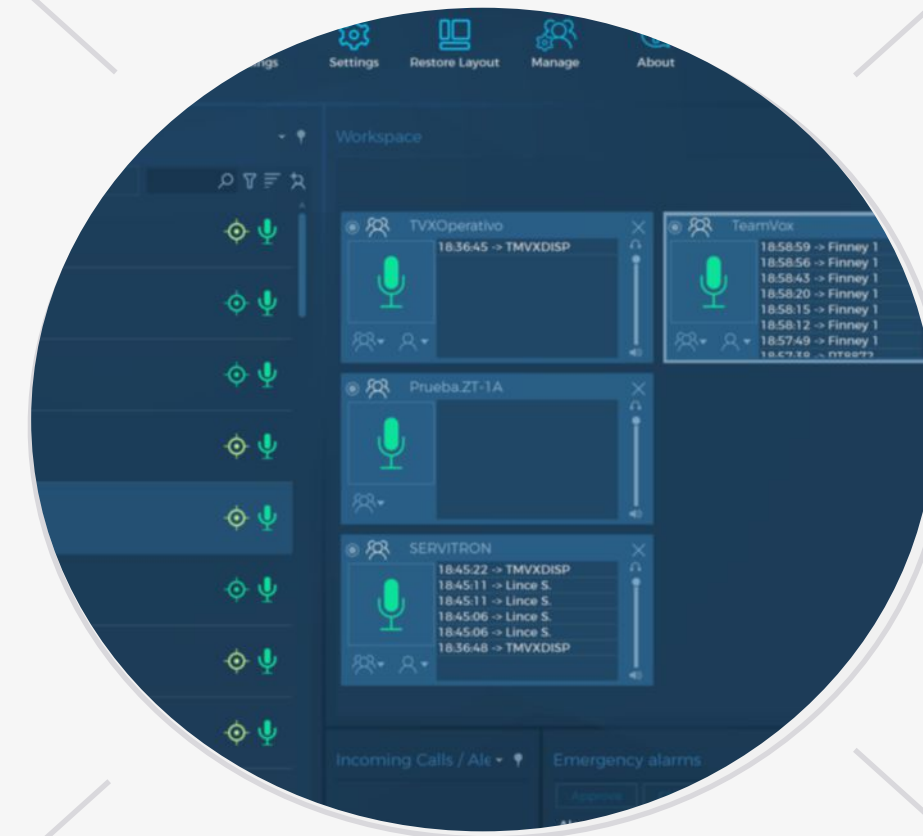 Settings
Restore Layout
Manage
About
Workspace
TVXOperativo
18:36:45 -> TMVXDISP
TeamVox
18:58:59 -> Finney 1
18:58:56 -> Finney 1
18:58:43 -> Finney 1
18:58:20 -> Finney 1
18:58:15 -> Finney 1
18:58:12 -> Finney 1
18:57:49 -> Finney 1
Prueba.ZT-1A
SERVITRON
18:45:22 -> TMVXDISP
18:45:11 -> Lince S.
18:45:11 -> Lince S.
18:45:06 -> Lince S.
18:45:06 -> Lince S.
18:36:48 -> TMVXDISP
Incoming Calls / Ale
Emergency alarms
Approve